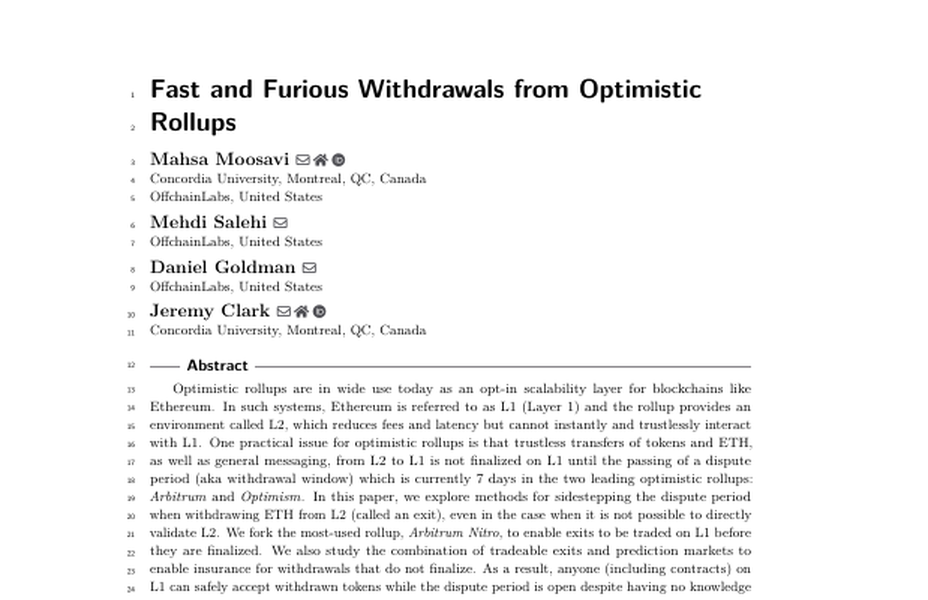 1 Fast and Furious Withdrawals from Optimistic
2 Rollups
3 Mahsa Moosavi
4 Concordia University, Montreal, QC, Canada
5 OffchainLabs, United States
6 Mehdi Salehi
7 OffchainLabs, United States
8 Daniel Goldman
9 OffchainLabs, United States
10 Jeremy Clark
11 Concordia University, Montreal, QC, Canada
12 Abstract
13 Optimistic rollups are in wide use today as an opt-in scalability layer for blockchains like
14 Ethereum. In such systems, Ethereum is referred to as L1 (Layer 1) and the rollup provides an
15 environment called L2, which reduces fees and latency but cannot instantly and trustlessly interact
16 with L1. One practical issue for optimistic rollups is that trustless transfers of tokens and ETH,
17 as well as general messaging, from L2 to L1 is not finalized on L1 until the passing of a dispute
18 period (aka withdrawal window) which is currently 7 days in the two leading optimistic rollups:
19 Arbitrum and Optimism. In this paper, we explore methods for sidestepping the dispute period
20 when withdrawing ETH from L2 (called an exit), even in the case when it is not possible to directly
21 validate L2. We fork the most-used rollup, Arbitrum Nitro, to enable exits to be traded on L1 before
22 they are finalized. We also study the combination of tradeable exits and prediction markets to
23 enable insurance for withdrawals that do not finalize. As a result, anyone (including contracts) on
24 L1 can safely accept withdrawn tokens while the dispute period is open despite having no knowledge